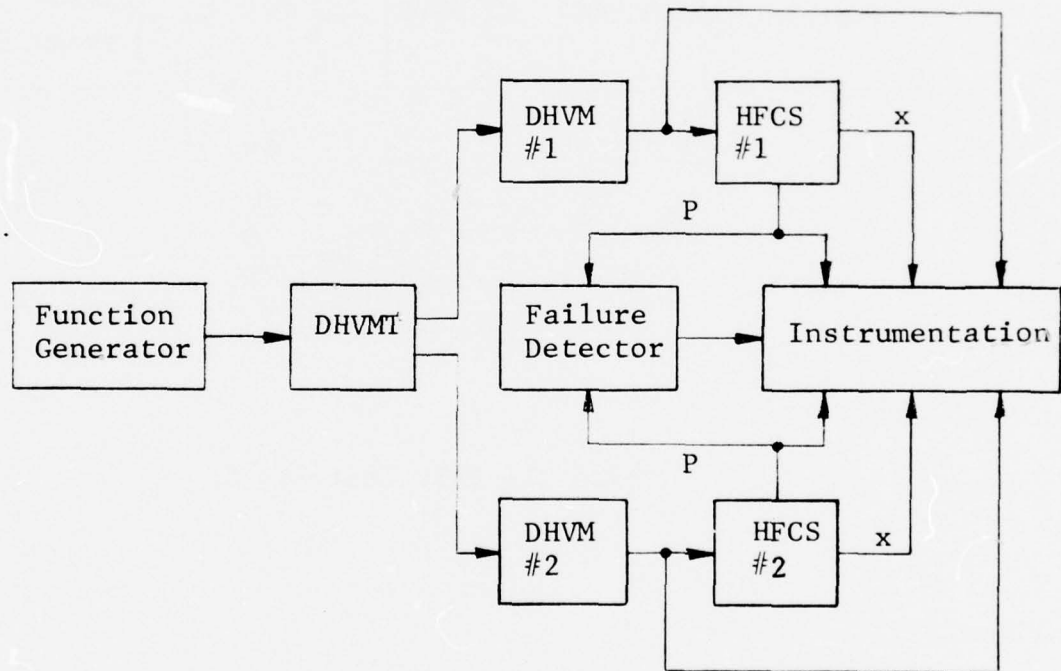 DHVM
#1
HFCS
#1
x
P
Function
Generator
DHVMT
Failure
Detector
Instrumentation
P
DHVM
#2
HFCS
#2
x